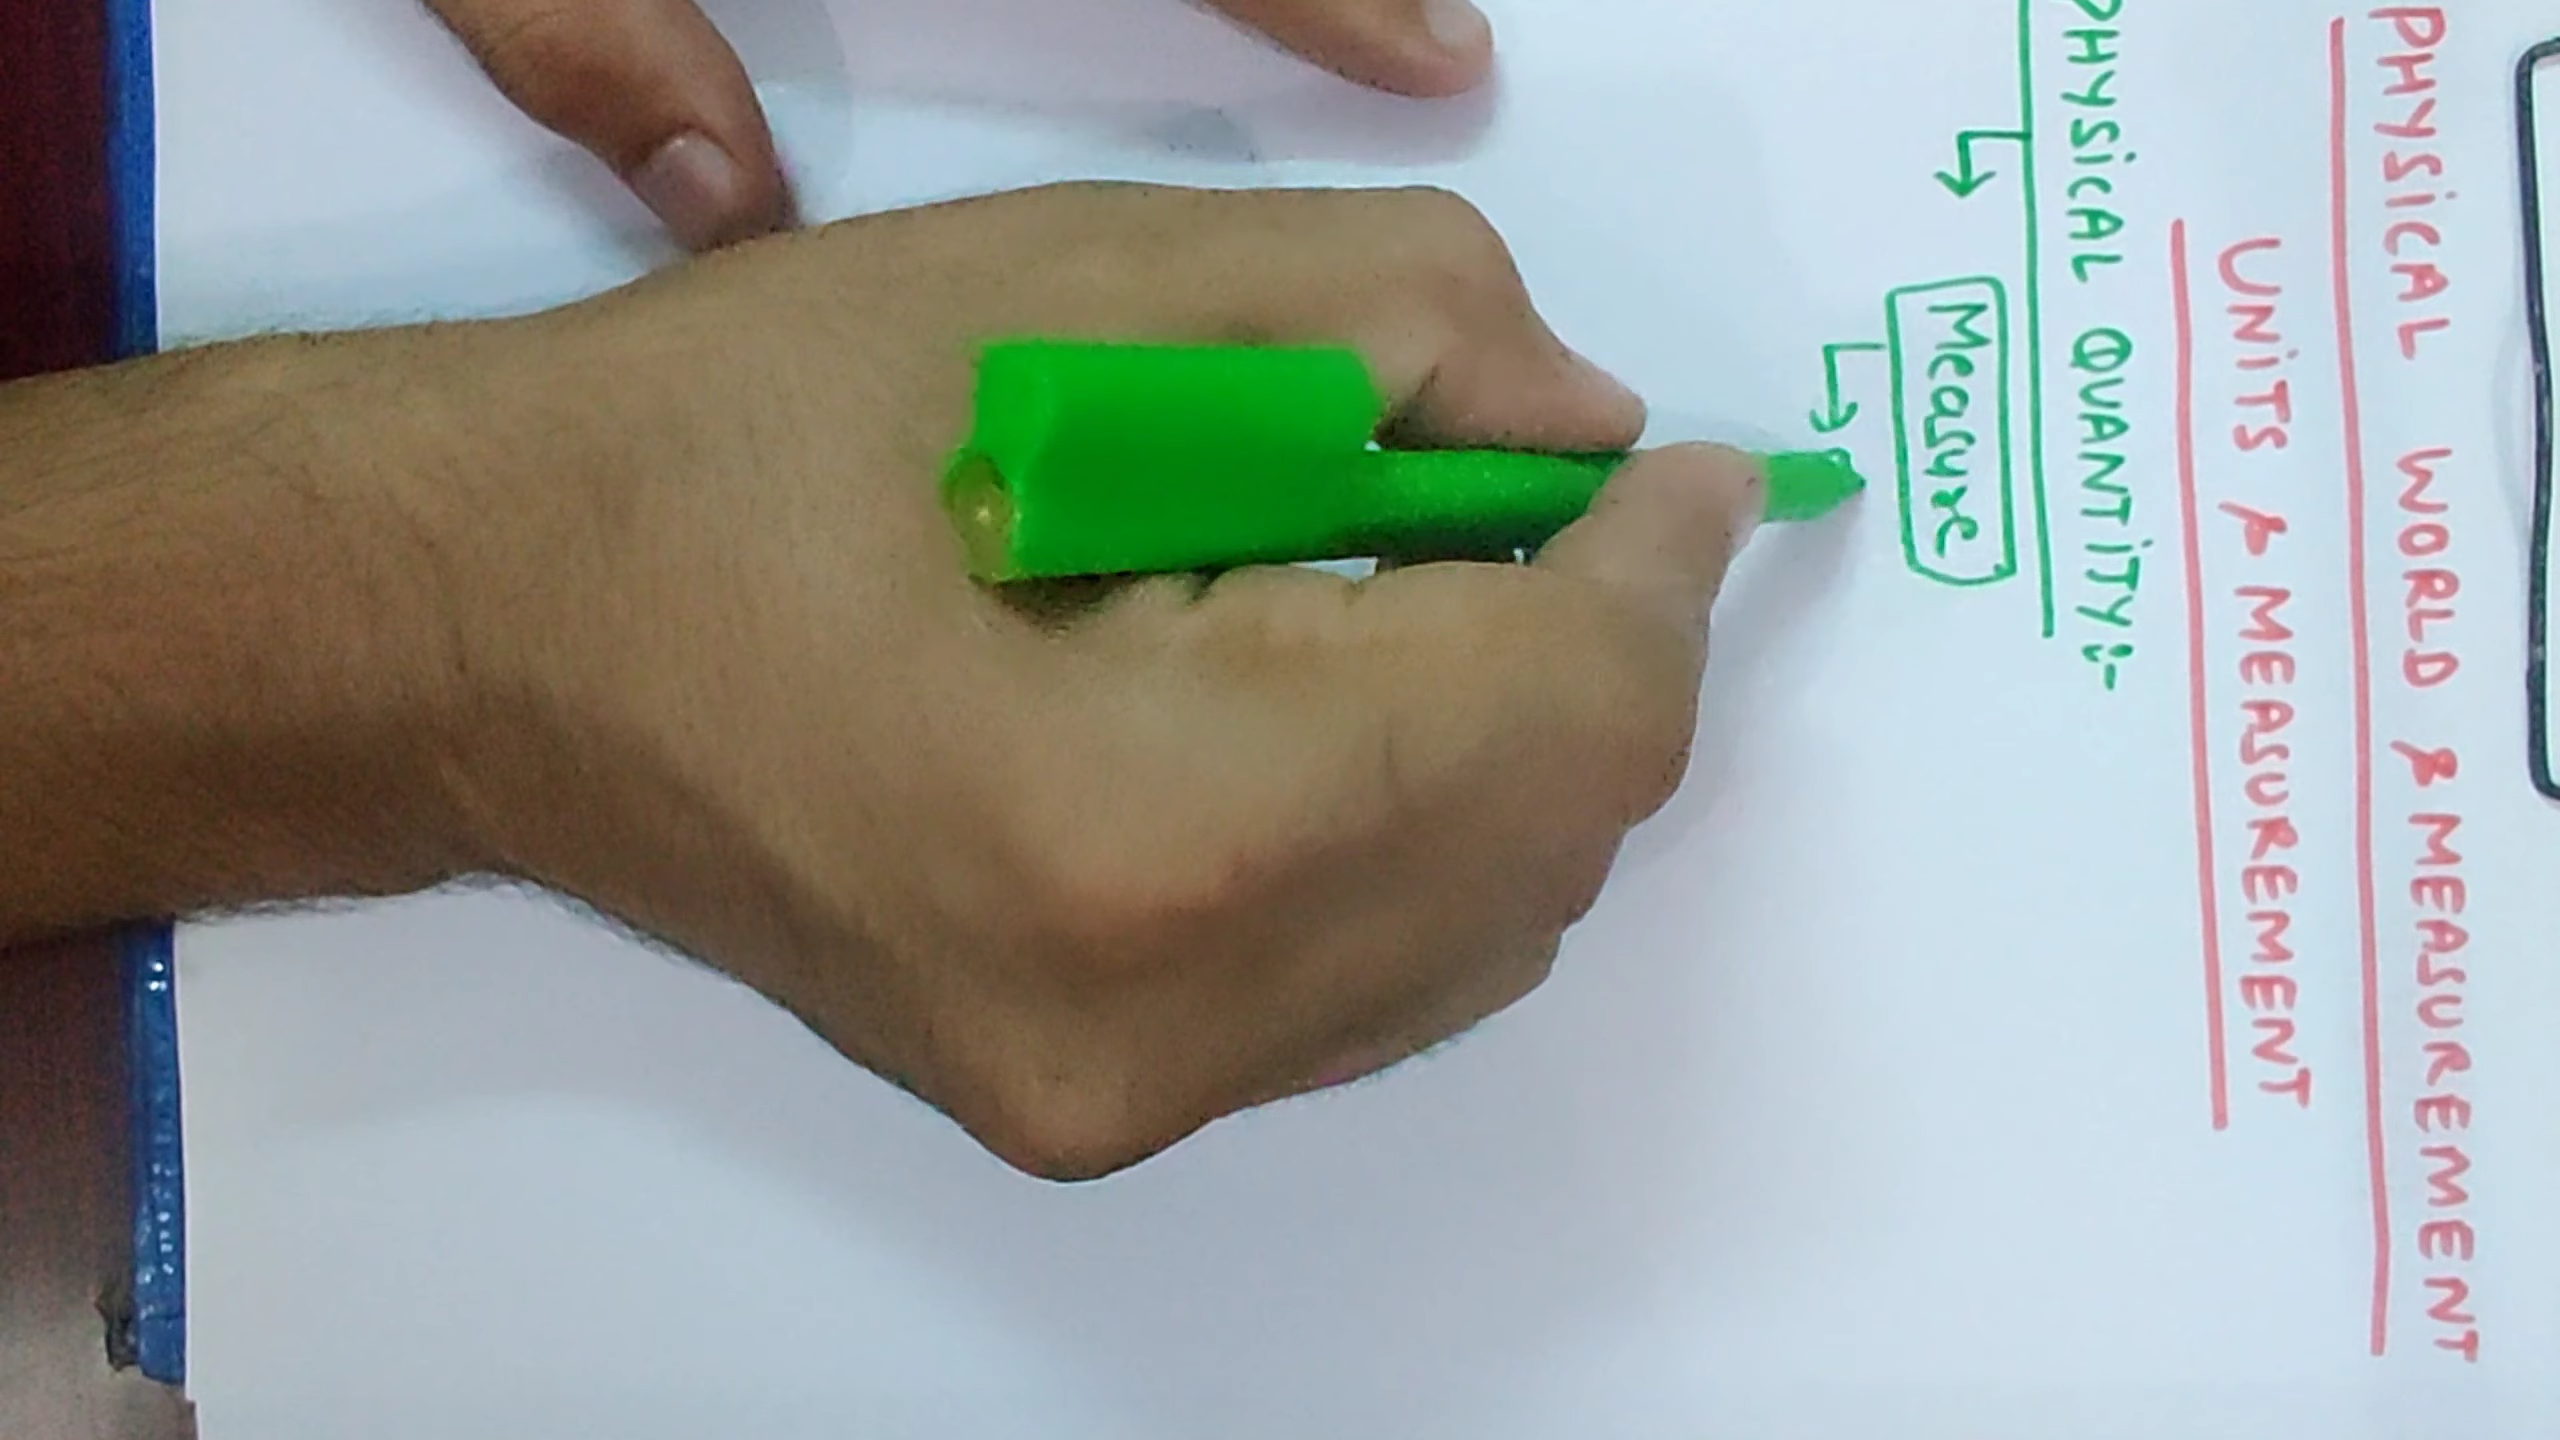 PHYSICAL WORLD & MEASUREMENT
UNITS & MEASUREMENT
PHYSICAL QUANTITY:-
Measure